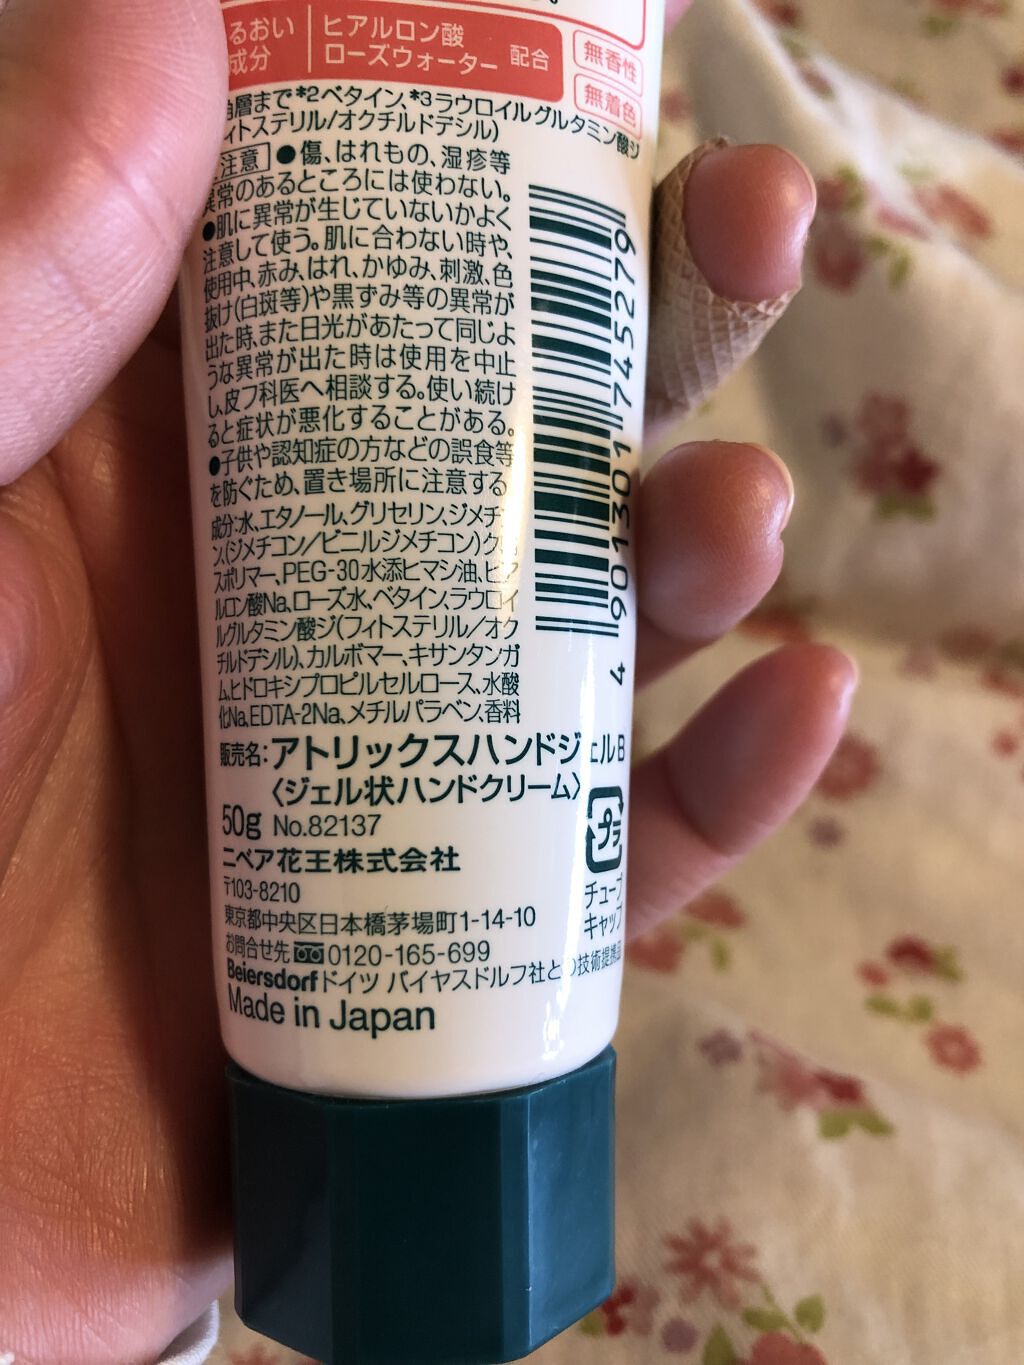 るおい
成分
ヒアルロン酸
ローズウォーター
配合
無香性
無着色
角層まで*2ベタイン、*3ラウロイルグルタミン酸ジ
ィトステリル/オクチルドデシル)
注意 ●傷、はれもの、湿疹等
異常のあるところには使わない。
●肌に異常が生じていないかよく
注意して使う。肌に合わない時や、
使用中、赤み、はれ、かゆみ、刺激、色
抜け(白斑等)や黒ずみ等の異常が
出た時、また日光があたって同じよ
うな異常が出た時は使用を中止
し、皮フ科医へ相談する。使い続け
ると症状が悪化することがある。
●子供や認知症の方などの誤食等
を防ぐため、置き場所に注意する
成分:水、エタノール、グリセリン、ジメチコ
ン、(ジメチコン/ビニルジメチコン)クロ
スポリマー、PEG-30水添ヒマシ油、ヒア
ルロン酸Na、ローズ水、ベタイン、ラウロイ
ルグルタミン酸ジ(フィトステリル/オク
チルドデシル)、カルボマー、キサンタンガ
ム、ヒドロキシプロピルセルロース、水酸
化Na、EDTA-2Na、メチルパラベン、香料
販売名:アトリックスハンドジェルB
〈ジェル状ハンドクリーム〉
50g No.82137
ニベア花王株式会社
〒103-8210
東京都中央区日本橋茅場町1-14-10
お問合せ先 0120-165-699
Beiersdorfドイツ バイヤスドルフ社との技術提携品
Made in Japan
4 901301 745279
プラ
チューブ
キャップ